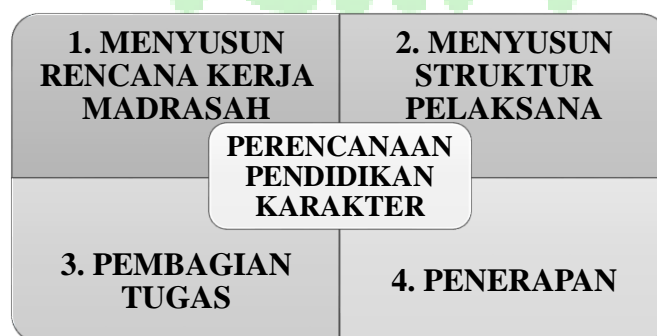 1. MENYUSUN
RENCANA KERJA
MADRASAH
2. MENYUSUN
STRUKTUR
PELAKSANA
PERENCANAAN
PENDIDIKAN
KARAKTER
3. PEMBAGIAN
TUGAS
4. PENERAPAN